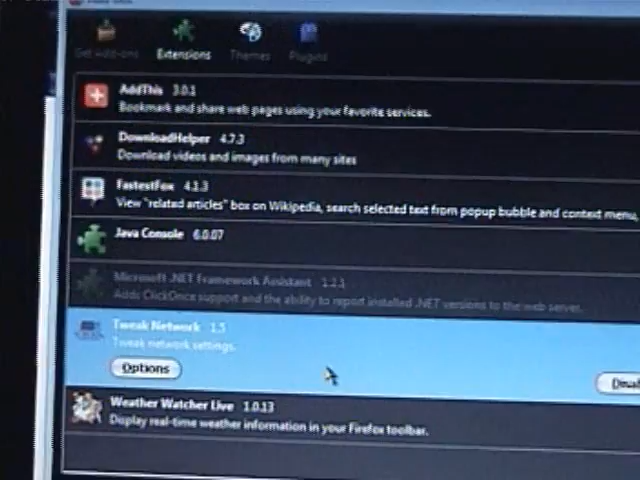 Get Add-ons Extensions Themes Plugins
AddThis 3.0.1
Bookmark and share web pages using your favorite services.
DownloadHelper 4.7.3
Download videos and images from many sites
FastestFox 4.1.3
View "related articles" box on Wikipedia, search selected text from popup bubble and context menu,
Java Console 6.0.07
Microsoft .NET Framework Assistant
Adds ClickOnce support and the ability to report installed .NET versions to the web server.
Tweak Network 1.5
Tweak network settings.
Options
Weather Watcher Live 1.0.13
Display real-time weather information in your Firefox toolbar.